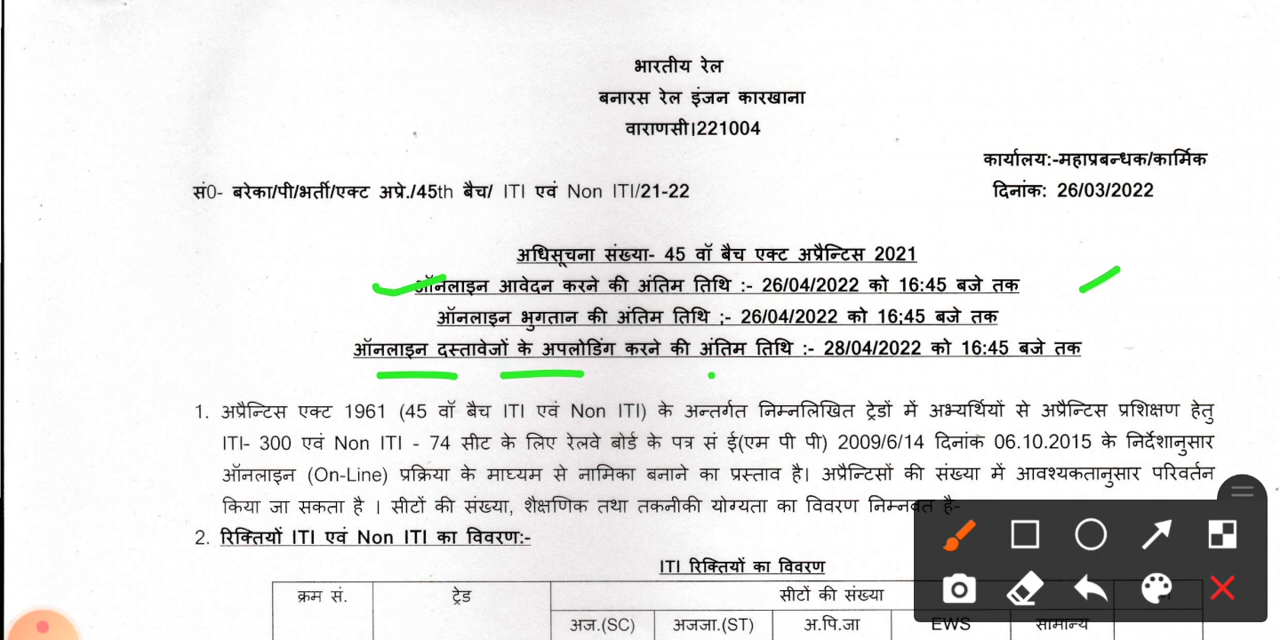 भारतीय रेल
बनारस रेल इंजन कारखाना
वाराणसी।221004
कार्यालय:-महाप्रबन्धक/कार्मिक
सं0- बरेका/पी/भर्ती/एक्ट अप्रे./45th बैच/ ITI एवं Non ITI/21-22
दिनांक: 26/03/2022
अधिसूचना संख्या- 45 वॉ बैच एक्ट अप्रैन्टिस 2021
ऑनलाइन आवेदन करने की अंतिम तिथि :- 26/04/2022 को 16:45 बजे तक
ऑनलाइन भुगतान की अंतिम तिथि ;- 26/04/2022 को 16;45 बजे तक
ऑनलाइन दस्तावेजों के अपलोडिंग करने की अंतिम तिथि :- 28/04/2022 को 16:45 बजे तक
1. अप्रैन्टिस एक्ट 1961 (45 वॉ बैच ITI एवं Non ITI) के अन्तर्गत निम्नलिखित ट्रेडों में अभ्यर्थियों से अप्रैन्टिस प्रशिक्षण हेतु
ITI- 300 एवं Non ITI - 74 सीट के लिए रेलवे बोर्ड के पत्र सं ई(एम पी पी) 2009/6/14 दिनांक 06.10.2015 के निर्देशानुसार
ऑनलाइन (On-Line) प्रक्रिया के माध्यम से नामिका बनाने का प्रस्ताव है। अप्रैन्टिसों की संख्या में आवश्यकतानुसार परिवर्तन
किया जा सकता है । सीटों की संख्या, शैक्षणिक तथा तकनीकी योग्यता का विवरण निम्नवत है-
2. रिक्तियों ITI एवं Non ITI का विवरण:-
ITI रिक्तियों का विवरण
क्रम सं. ट्रेड सीटों की संख्या
अज.(SC) अजजा.(ST) अ.पि.जा EWS सामान्य